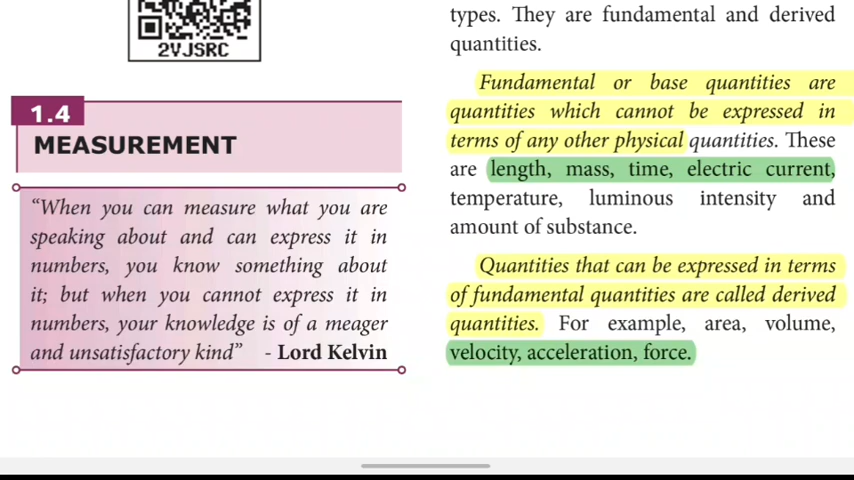 2VJSRC
1.4
MEASUREMENT
“When you can measure what you are
speaking about and can express it in
numbers, you know something about
it; but when you cannot express it in
numbers, your knowledge is of a meager
and unsatisfactory kind” - Lord Kelvin
types. They are fundamental and derived
quantities.
Fundamental or base quantities are
quantities which cannot be expressed in
terms of any other physical quantities. These
are length, mass, time, electric current,
temperature, luminous intensity and
amount of substance.
Quantities that can be expressed in terms
of fundamental quantities are called derived
quantities. For example, area, volume,
velocity, acceleration, force.